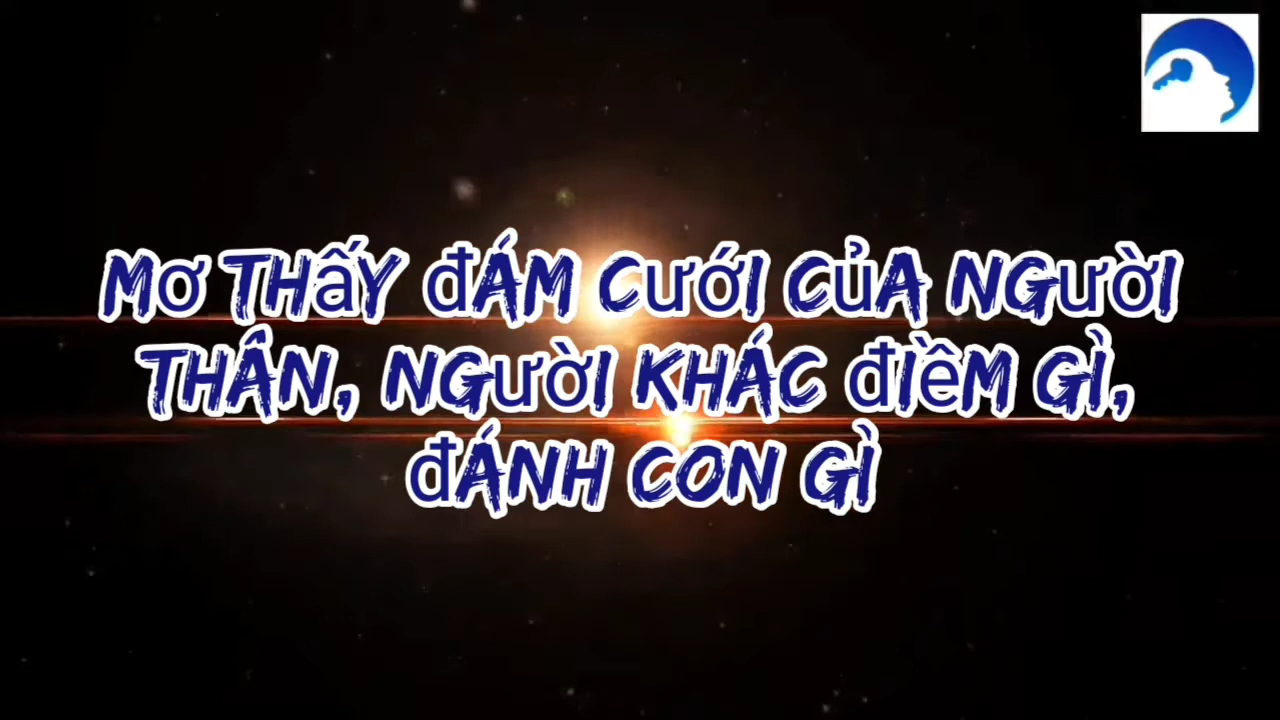 MƠ THẤY ĐÁM CƯỚI CỦA NGƯỜI
THÂN, NGƯỜI KHÁC ĐIỀM GÌ,
ĐÁNH CON GÌ